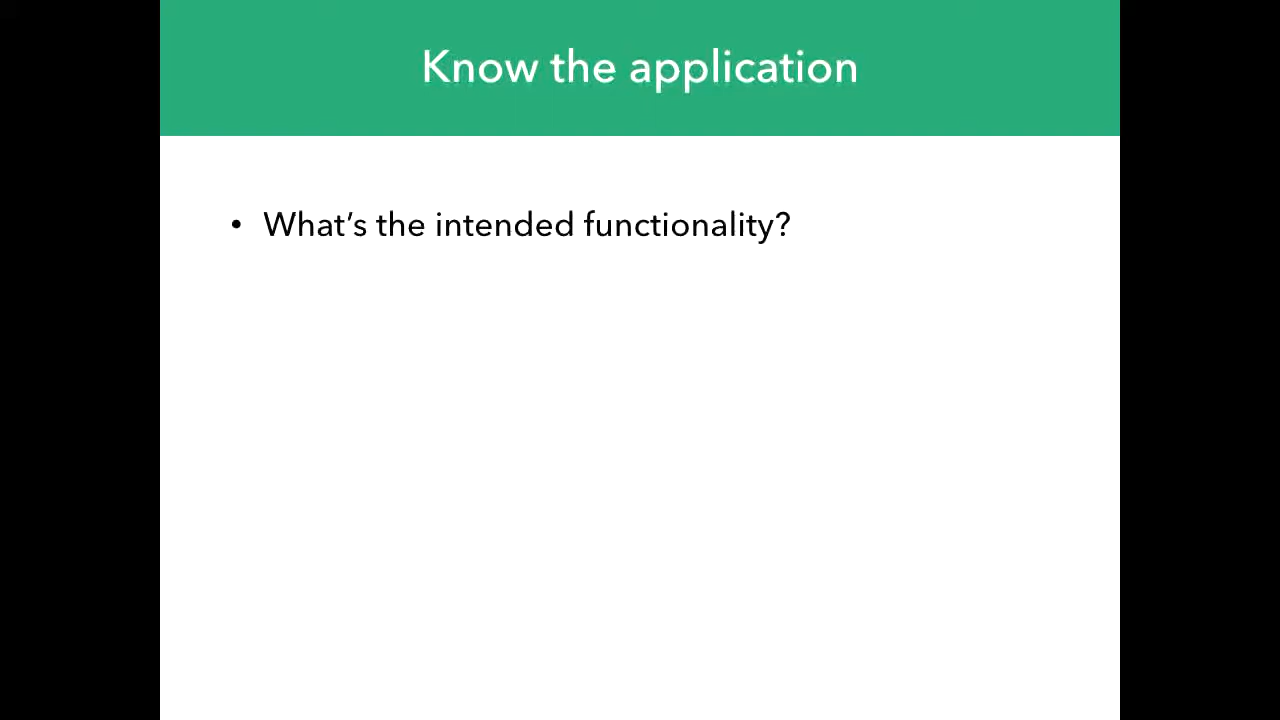 Know the application
• What’s the intended functionality?